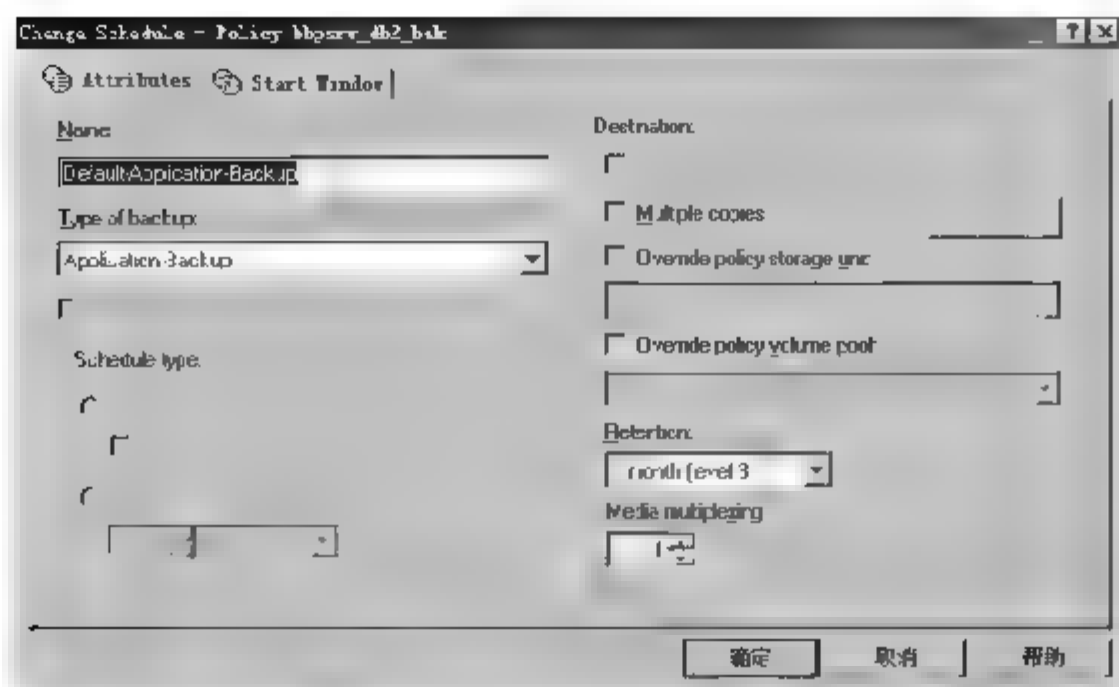 Change Schedule - Policy
Attributes
Start Window
Name
Default-Application-Backup
Type of backup:
Application Backup
Schedule type:
Destination:
Multiple copies
Override policy storage unit
Override policy volume pool:
Retention:
month (level 3
Media multiplexing
1
确定
取消
帮助